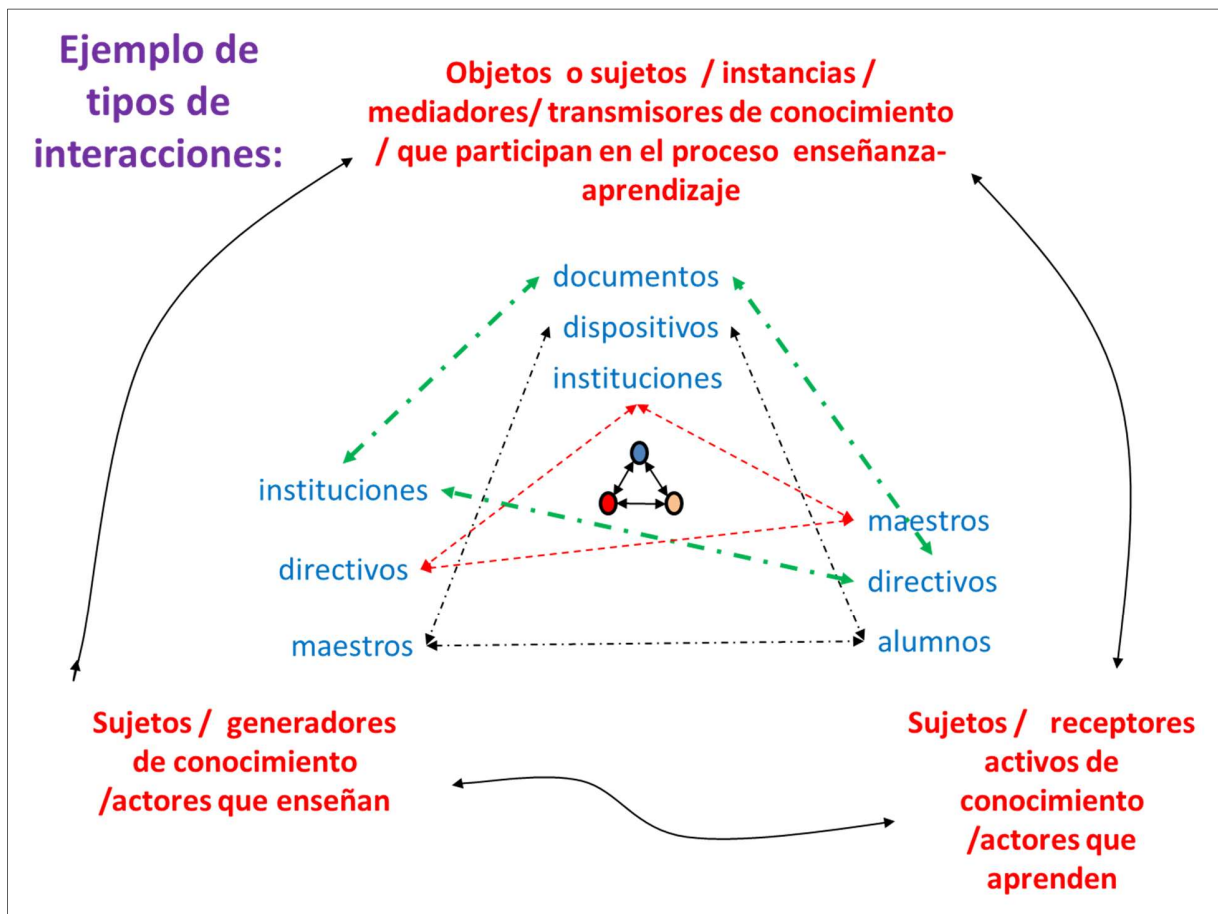 Ejemplo de
tipos de
interacciones:
Objetos o sujetos / instancias /
mediadores/ transmisores de conocimiento
/ que participan en el proceso enseñanza-
aprendizaje
documentos
dispositivos
instituciones
instituciones
directivos
maestros
maestros
directivos
alumnos
Sujetos / generadores
de conocimiento
/actores que enseñan
Sujetos / receptores
activos de
conocimiento
/actores que
aprenden